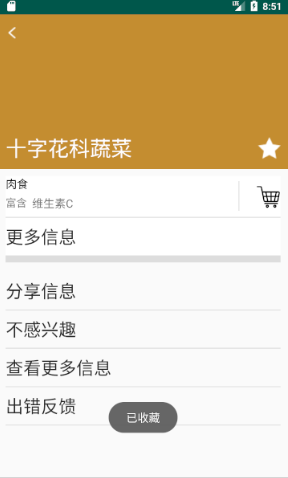 8:51
十字花科蔬菜
肉食
富含 维生素C
更多信息
分享信息
不感兴趣
查看更多信息
出错反馈
已收藏